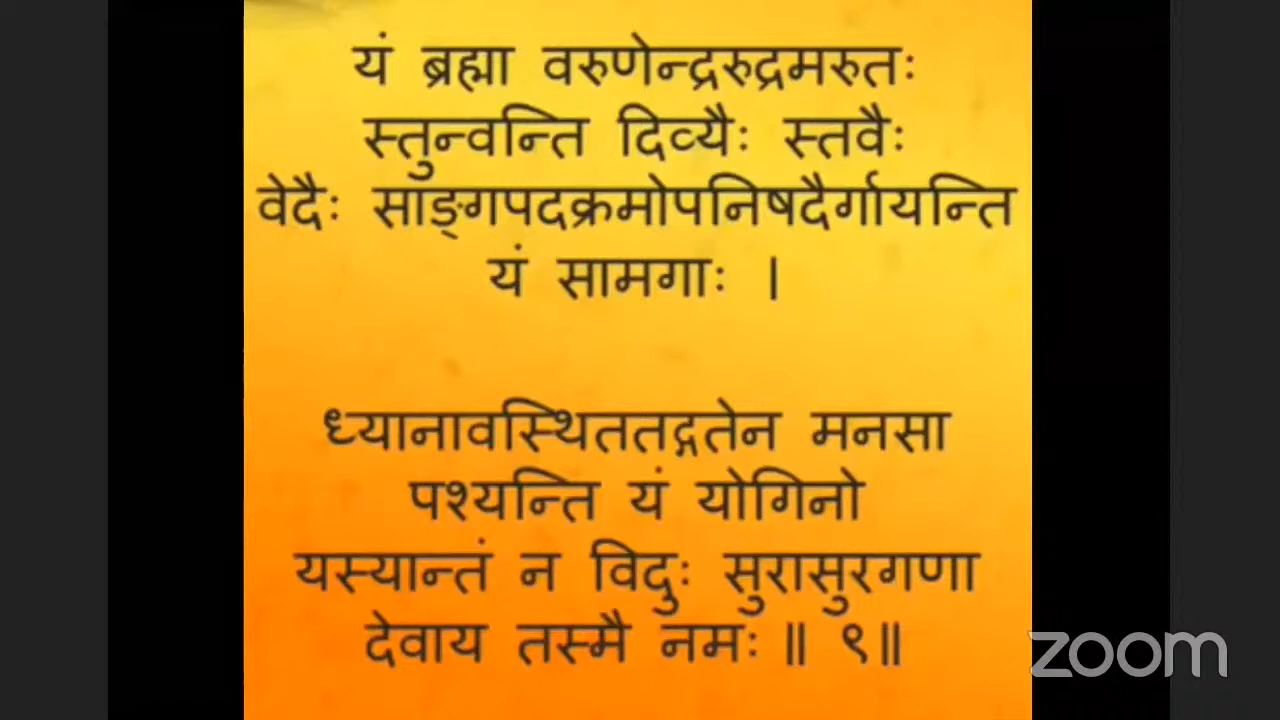 यं ब्रह्मा वरुणेन्द्ररुद्रमरुतः
स्तुन्वन्ति दिव्यैः स्तवैः
वेदैः साङ्गपदक्रमोपनिषदैर्गायन्ति
यं सामगाः ।
ध्यानावस्थिततद्गतेन मनसा
पश्यन्ति यं योगिनो
यस्यान्तं न विदुः सुरासुरगणा
देवाय तस्मै नमः ॥ ९॥
zoom